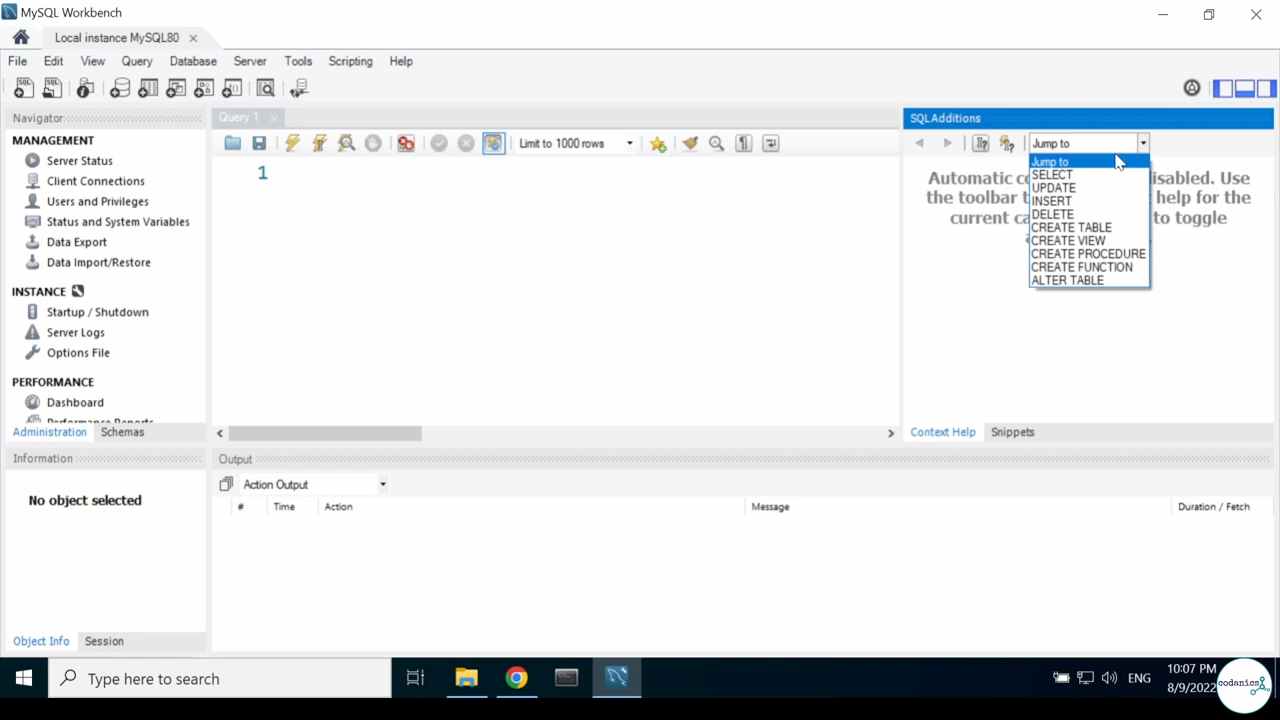 MySQL Workbench
Local instance MySQL80
File Edit View Query Database Server Tools Scripting Help
Navigator
MANAGEMENT
Server Status
Client Connections
Users and Privileges
Status and System Variables
Data Export
Data Import/Restore
INSTANCE
Startup / Shutdown
Server Logs
Options File
PERFORMANCE
Dashboard
Performance Reports
Administration Schemas
Information
No object selected
Object Info Session
Query 1
Limit to 1000 rows
1
Output
Action Output
# Time Action Message Duration / Fetch
SQLAdditions
Jump to
Jump to
SELECT
UPDATE
INSERT
DELETE
CREATE TABLE
CREATE VIEW
CREATE PROCEDURE
CREATE FUNCTION
ALTER TABLE
Automatic isabled. Use
the toolbar help for the
current to toggle
Context Help Snippets
Type here to search
ENG
10:07 PM
8/9/2022
codanics